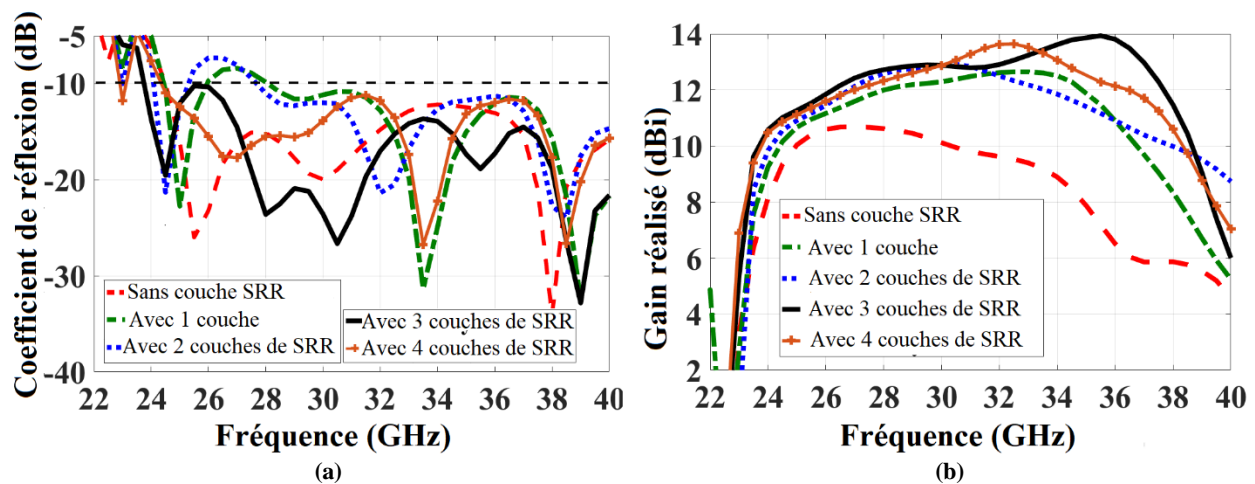 Coefficient de réflexion (dB)
-5
-10
-20
-30
-40
22 24 26 28 30 32 34 36 38 40
Fréquence (GHz)
Sans couche SRR
Avec 1 couche
Avec 2 couches de SRR
Avec 3 couches de SRR
Avec 4 couches de SRR
(a)
Gain réalisé (dBi)
14
12
10
8
6
4
2
22 24 26 28 30 32 34 36 38 40
Fréquence (GHz)
Sans couche SRR
Avec 1 couche
Avec 2 couches de SRR
Avec 3 couches de SRR
Avec 4 couches de SRR
(b)